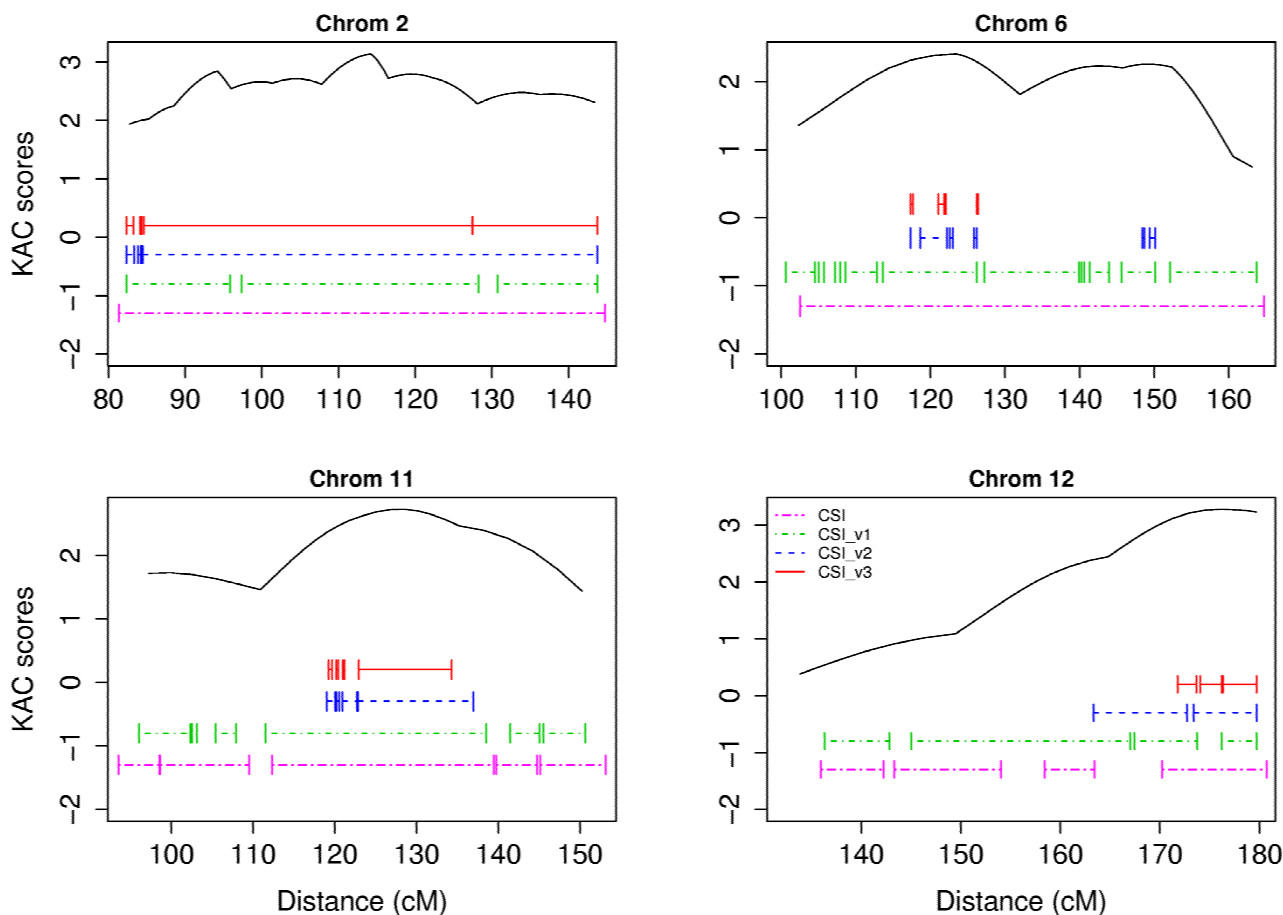 Chrom 2
KAC scores
3
2
1
0
−1
−2
80 90 100 110 120 130 140
Chrom 6
2
1
0
−1
−2
100 110 120 130 140 150 160
Chrom 11
KAC scores
2
1
0
−1
−2
100 110 120 130 140 150
Distance (cM)
Chrom 12
CSI
CSI_v1
CSI_v2
CSI_v3
3
2
1
0
−1
−2
140 150 160 170 180
Distance (cM)